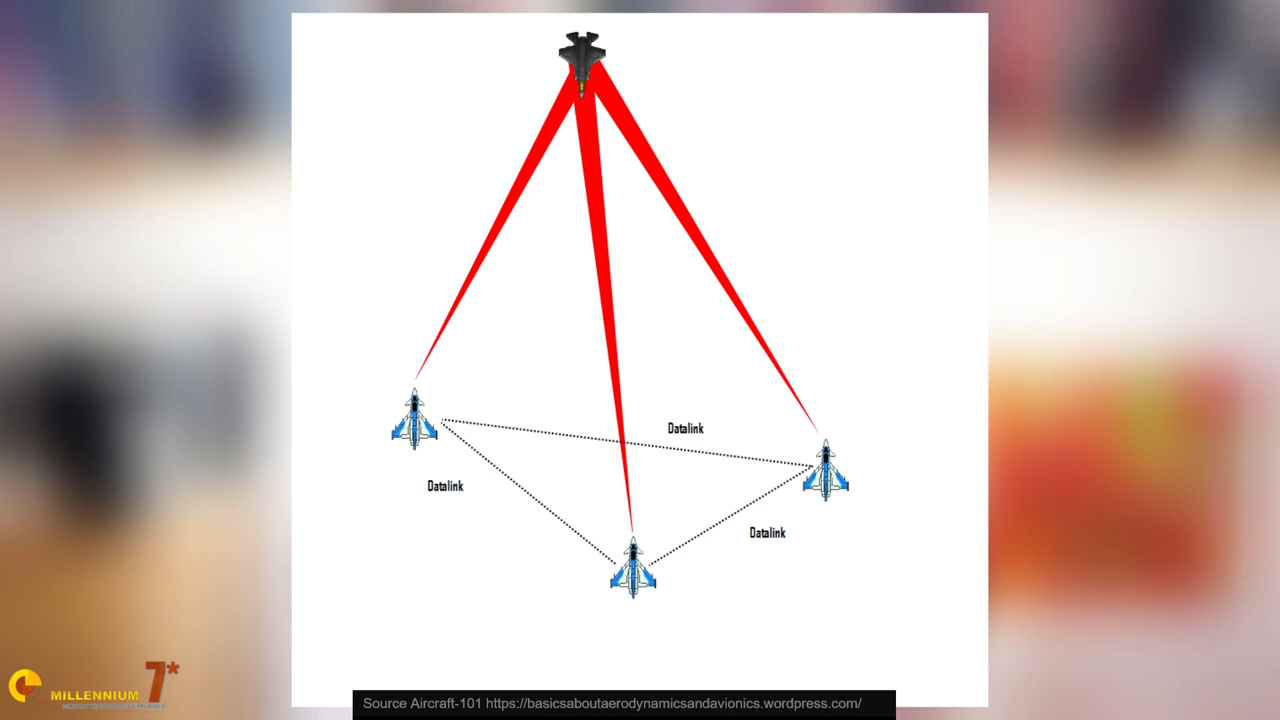 Datalink
Datalink
Datalink
MILLENNIUM 7*
Source Aircraft-101 https://basicsaboutaerodynamicsandavionics.wordpress.com/